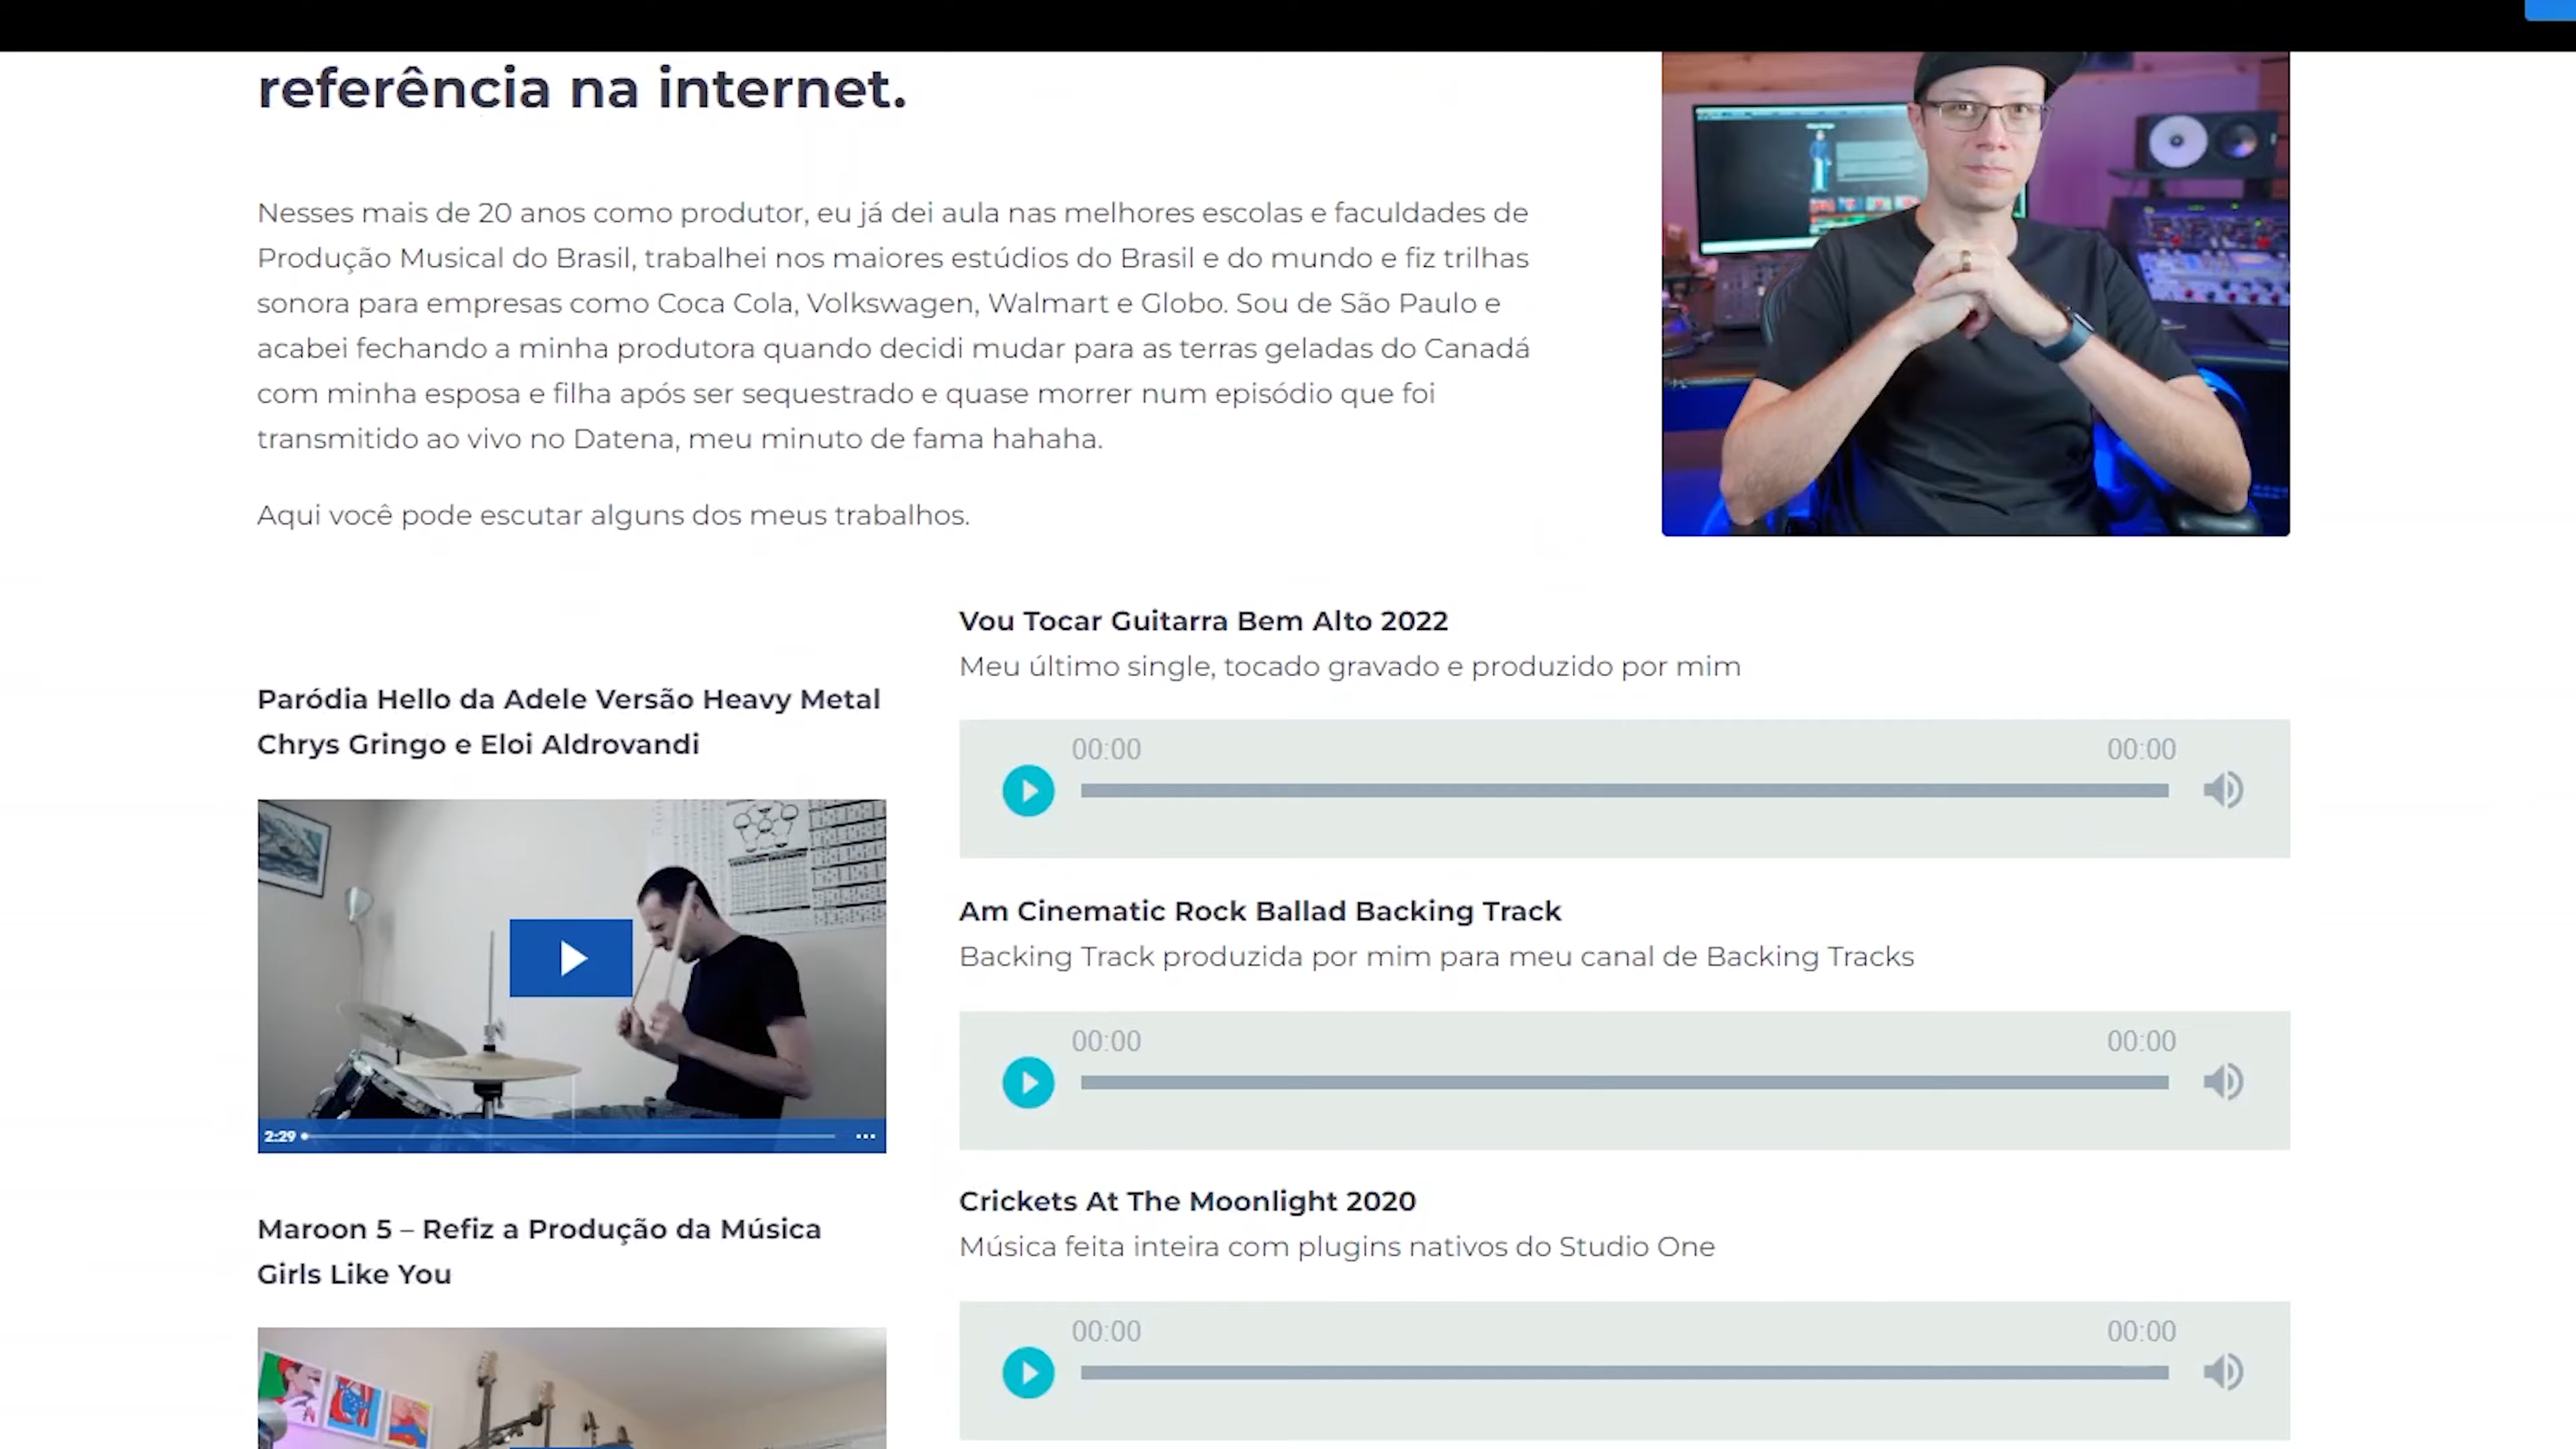 referência na internet.
Nesses mais de 20 anos como produtor, eu já dei aula nas melhores escolas e faculdades de
Produção Musical do Brasil, trabalhei nos maiores estúdios do Brasil e do mundo e fiz trilhas
sonora para empresas como Coca Cola, Volkswagen, Walmart e Globo. Sou de São Paulo e
acabei fechando a minha produtora quando decidi mudar para as terras geladas do Canadá
com minha esposa e filha após ser sequestrado e quase morrer num episódio que foi
transmitido ao vivo no Datena, meu minuto de fama hahaha.
Aqui você pode escutar alguns dos meus trabalhos.
Paródia Hello da Adele Versão Heavy Metal
Chrys Gringo e Eloi Aldrovandi
2:29
Maroon 5 – Refiz a Produção da Música
Girls Like You
Vou Tocar Guitarra Bem Alto 2022
Meu último single, tocado gravado e produzido por mim
00:00 00:00
Am Cinematic Rock Ballad Backing Track
Backing Track produzida por mim para meu canal de Backing Tracks
00:00 00:00
Crickets At The Moonlight 2020
Música feita inteira com plugins nativos do Studio One
00:00 00:00